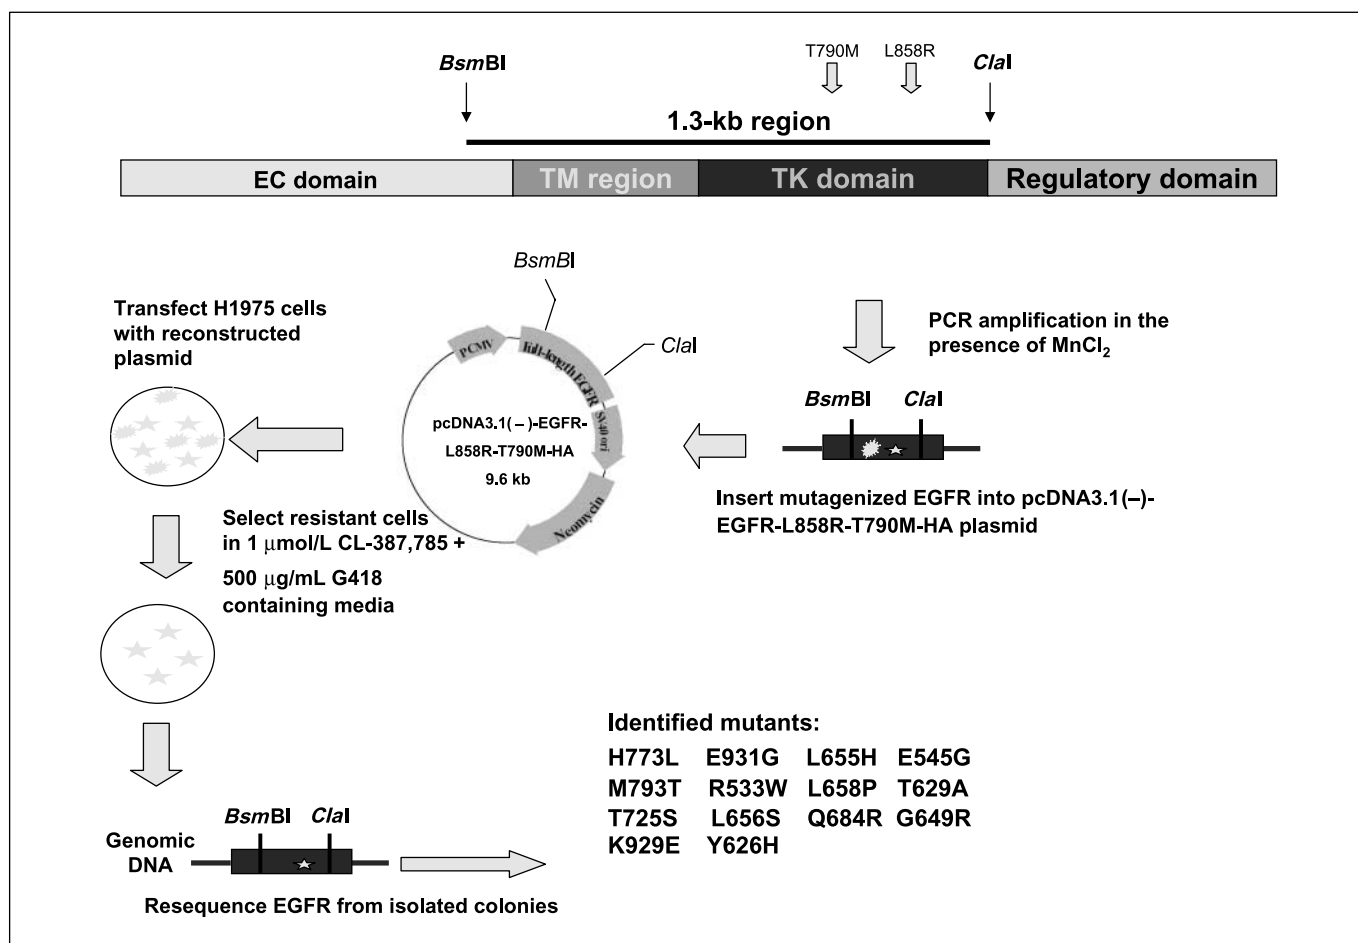 T790M L858R
BsmBI ClaI
1.3-kb region
EC domain TM region TK domain Regulatory domain
BsmBI
ClaI
PCMV
Full-length EGFR
SV40 ori
Neomycin
pcDNA3.1(–)-EGFR-
L858R-T790M-HA
9.6 kb
PCR amplification in the
presence of MnCl₂
BsmBI ClaI
Insert mutagenized EGFR into pcDNA3.1(–)-
EGFR-L858R-T790M-HA plasmid
Transfect H1975 cells
with reconstructed
plasmid
Select resistant cells
in 1 μmol/L CL-387,785 +
500 μg/mL G418
containing media
BsmBI ClaI
Genomic
DNA
Resequence EGFR from isolated colonies
Identified mutants:
H773L E931G L655H E545G
M793T R533W L658P T629A
T725S L656S Q684R G649R
K929E Y626H